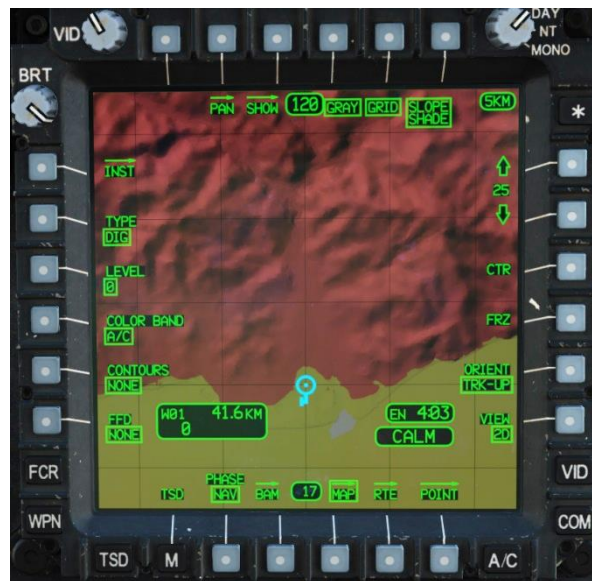 VID
DAY
NT
MONO
BRT
PAN SHOW 120 GRAY GRID SLOPE SHADE 5KM
*
INST
25
TYPE
DIG
LEVEL
0
CTR
COLOR BAND
A/C
FRZ
CONTOURS
NONE
ORIENT
TRK-UP
W01 41.6KM
0
EN 4:03
CALM
FFD
NONE
VIEW
2D
FCR
VID
PHASE
TSD NAV BAM 17 MAP RTE POINT
WPN
COM
TSD M A/C